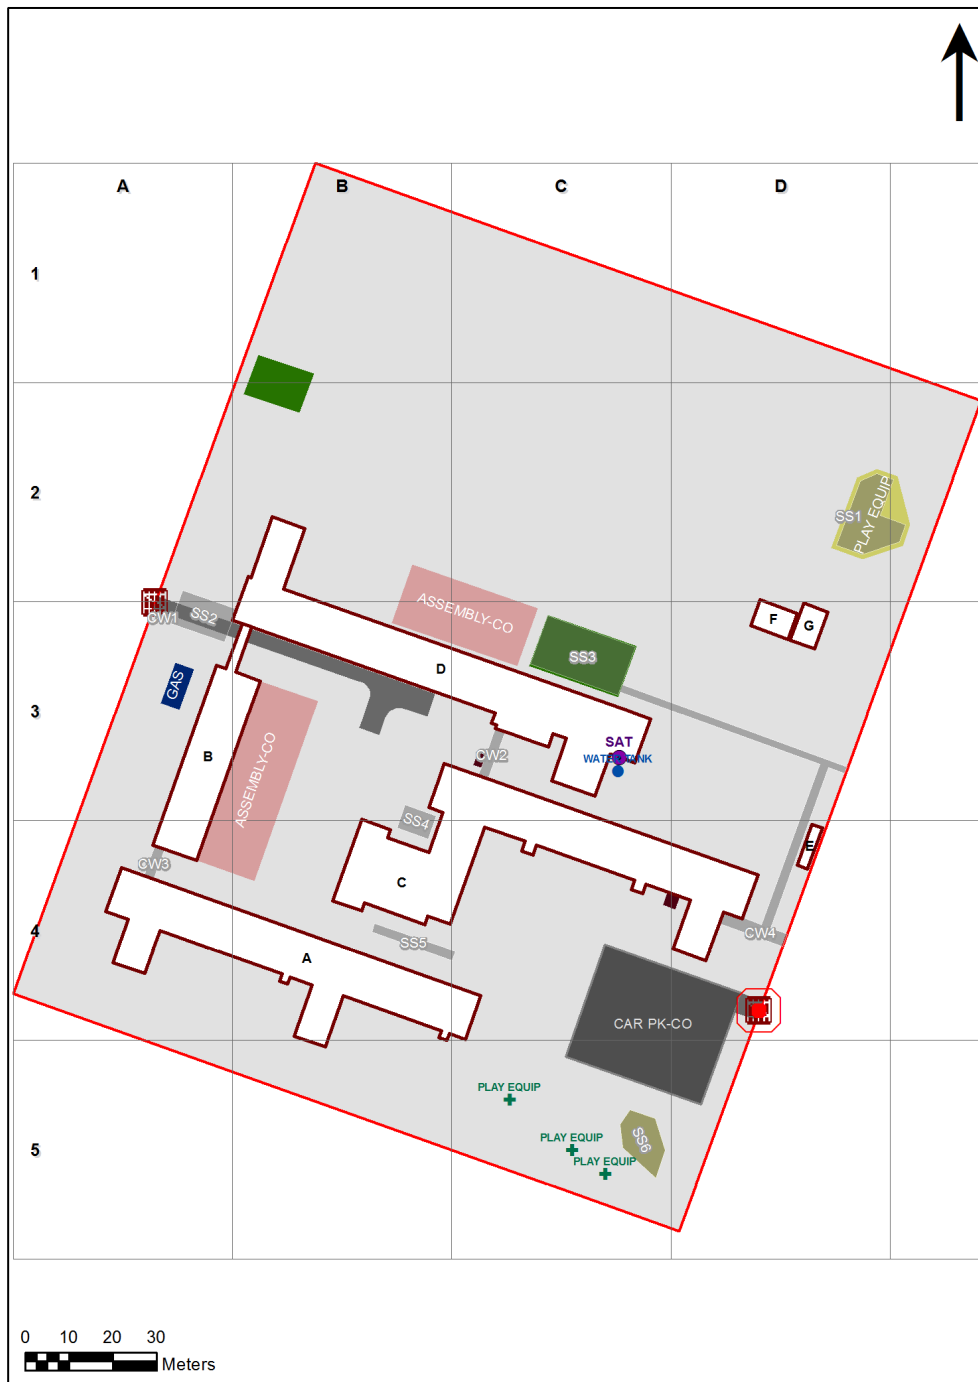 A
B
C
D
1
2
PLAY EQUIP
SS1
ASSEMBLY-CO
SS2
CW1
F
G
SS3
D
GAS
3
SAT
WATER TANK
CW2
B
ASSEMBLY-CO
SS4
E
CW3
C
4
CW4
SS5
A
CAR PK-CO
PLAY EQUIP
PLAY EQUIP
SS6
5
PLAY EQUIP
0 10 20 30
Meters